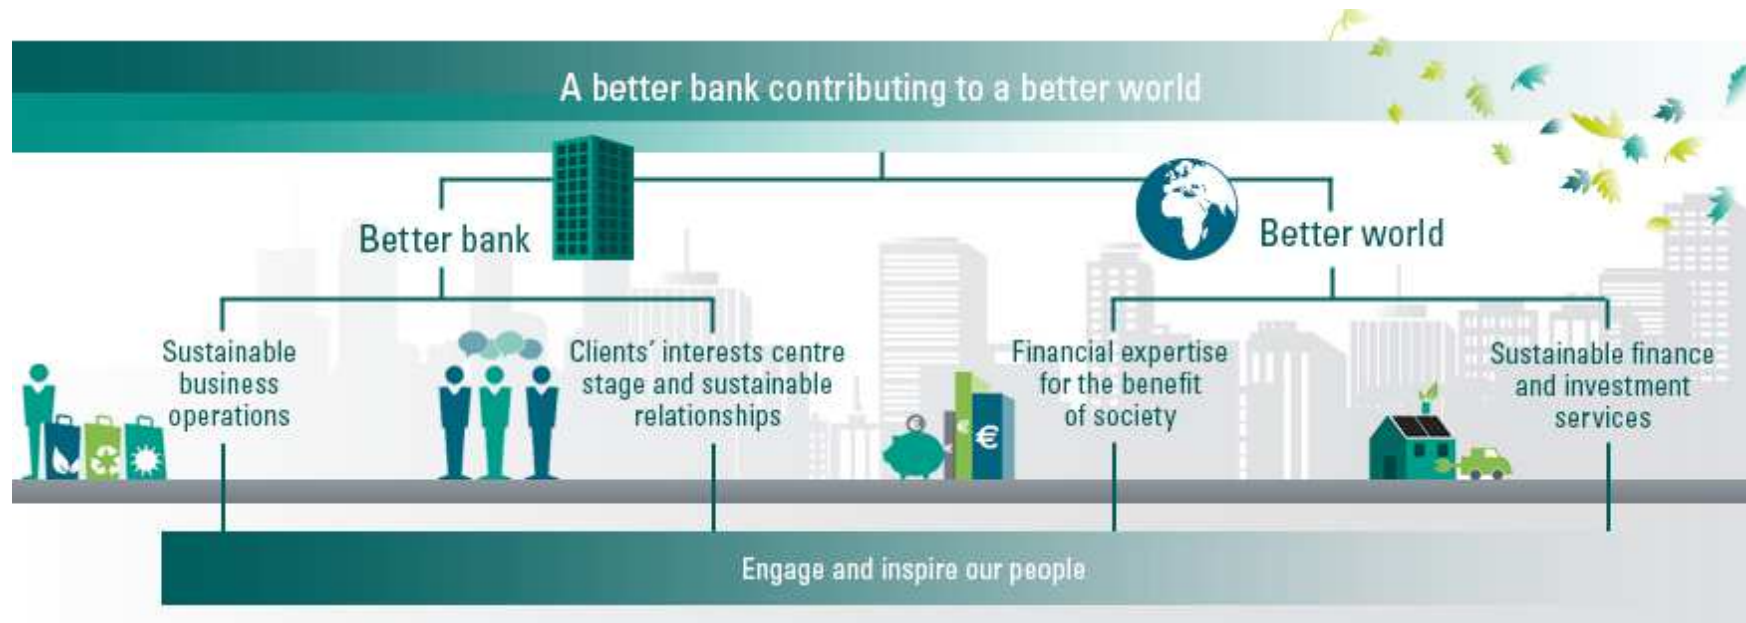 A better bank contributing to a better world
Better bank
Better world
Sustainable
business
operations
Clients´ interests centre
stage and sustainable
relationships
Financial expertise
for the benefit
of society
Sustainable finance
and investment
services
€
€
Engage and inspire our people